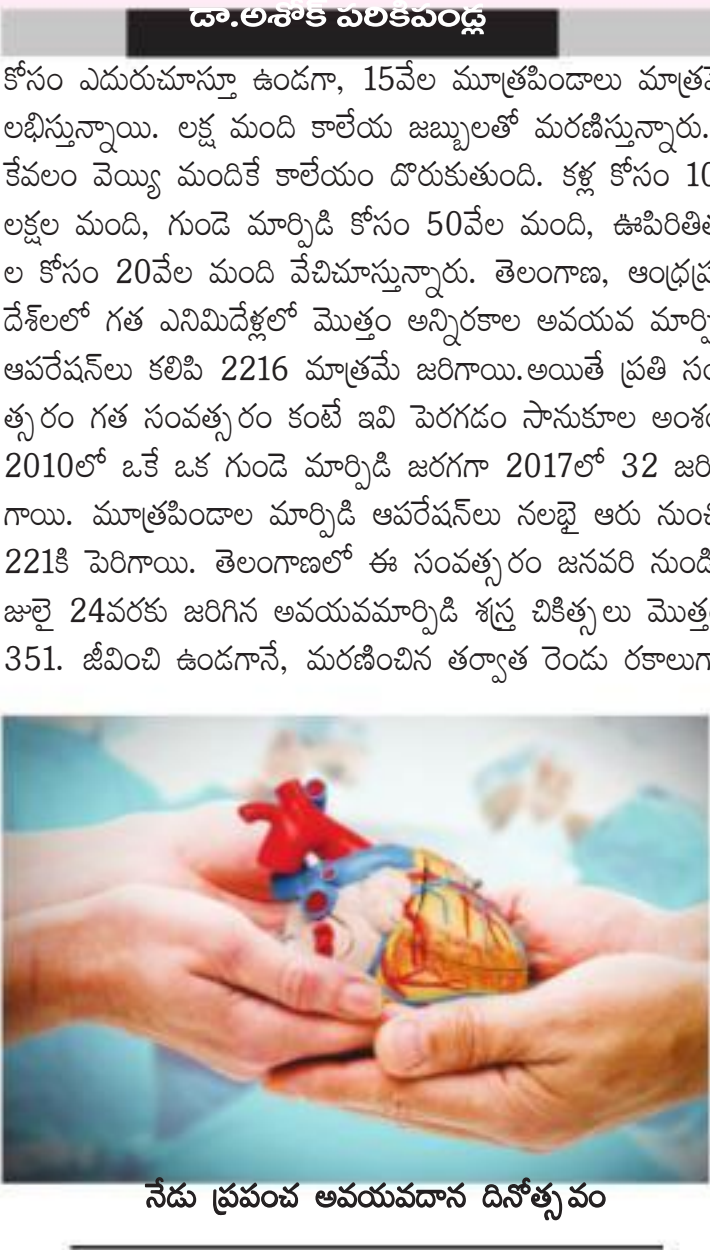 డా.అశోక్ పరికిపండ్ల
కోసం ఎదురుచూస్తూ ఉండగా, 15వేల మూత్రపిండాలు మాత్రమే
లభిస్తున్నాయి. లక్ష మంది కాలేయ జబ్బులతో మరణిస్తున్నారు.
కేవలం వెయ్యి మందికే కాలేయం దొరుకుతుంది. కళ్ల కోసం 10
లక్షల మంది, గుండె మార్పిడి కోసం 50వేల మంది, ఊపిరితిత్
ల కోసం 20వేల మంది వేచిచూస్తున్నారు. తెలంగాణ, ఆంధ్రప్ర
దేశ్‌లలో గత ఎనిమిదేళ్లలో మొత్తం అన్నిరకాల అవయవ మార్పి
ఆపరేషన్‌లు కలిపి 2216 మాత్రమే జరిగాయి.అయితే ప్రతి సం
త్సరం గత సంవత్సరం కంటే ఇవి పెరగడం సానుకూల అంశం
2010లో ఒకే ఒక గుండె మార్పిడి జరగగా 2017లో 32 జరి
గాయి. మూత్రపిండాల మార్పిడి ఆపరేషన్‌లు నలభై ఆరు నుంచి
221కి పెరిగాయి. తెలంగాణలో ఈ సంవత్సరం జనవరి నుండి
జులై 24వరకు జరిగిన అవయవమార్పిడి శస్త్ర చికిత్సలు మొత్తం
351. జీవించి ఉండగానే, మరణించిన తర్వాత రెండు రకాలుగా
నేడు ప్రపంచ అవయవదాన దినోత్సవం